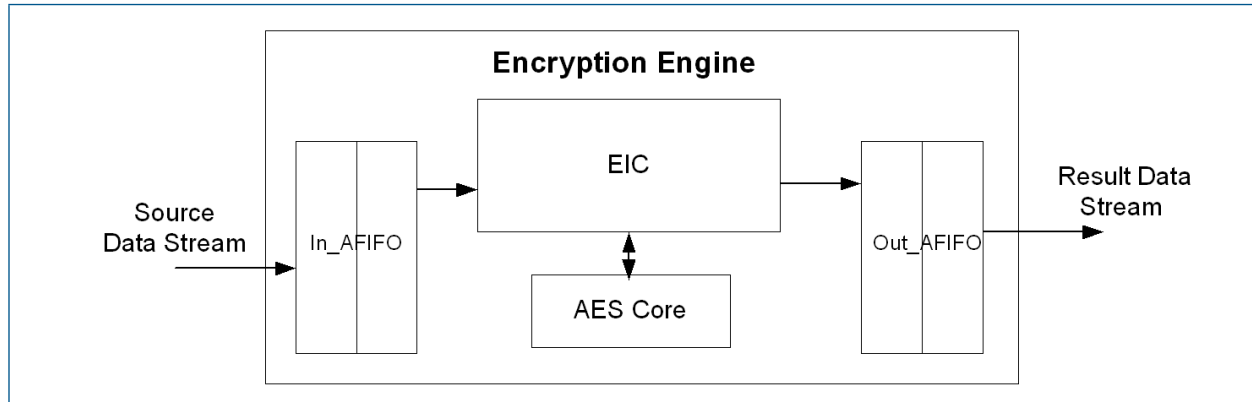 Encryption Engine
EIC
Source
Data Stream
In_AFIFO
AES Core
Out_AFIFO
Result Data
Stream